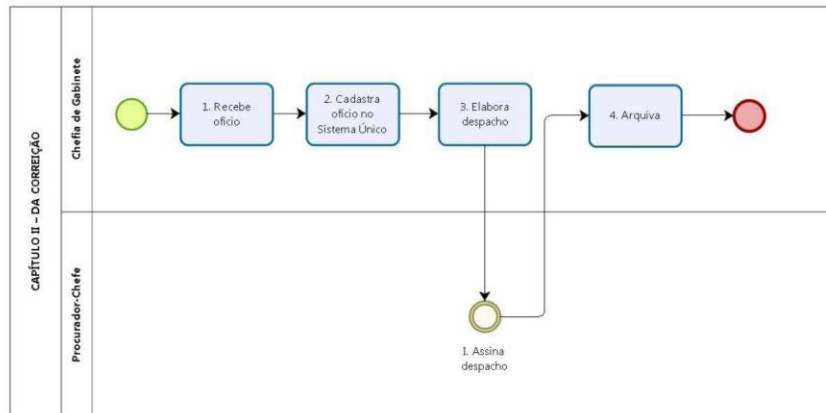 CAPÍTULO II – DA CORREIÇÃO
Chefia de Gabinete
1. Recebe
ofício
2. Cadastra
ofício no
Sistema Único
3. Elabora
despacho
4. Arquiva
Procurador-Chefe
1. Assina
despacho